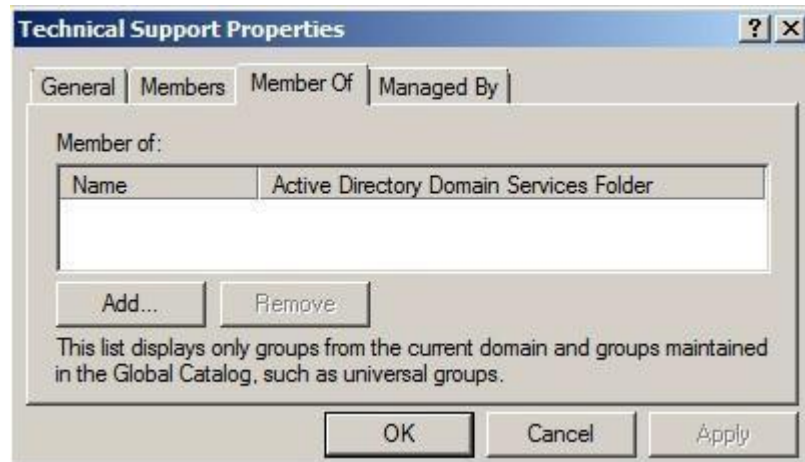 Technical Support Properties
General Members Member Of Managed By
Member of:
Name Active Directory Domain Services Folder
Add... Remove
This list displays only groups from the current domain and groups maintained
in the Global Catalog, such as universal groups.
OK Cancel Apply